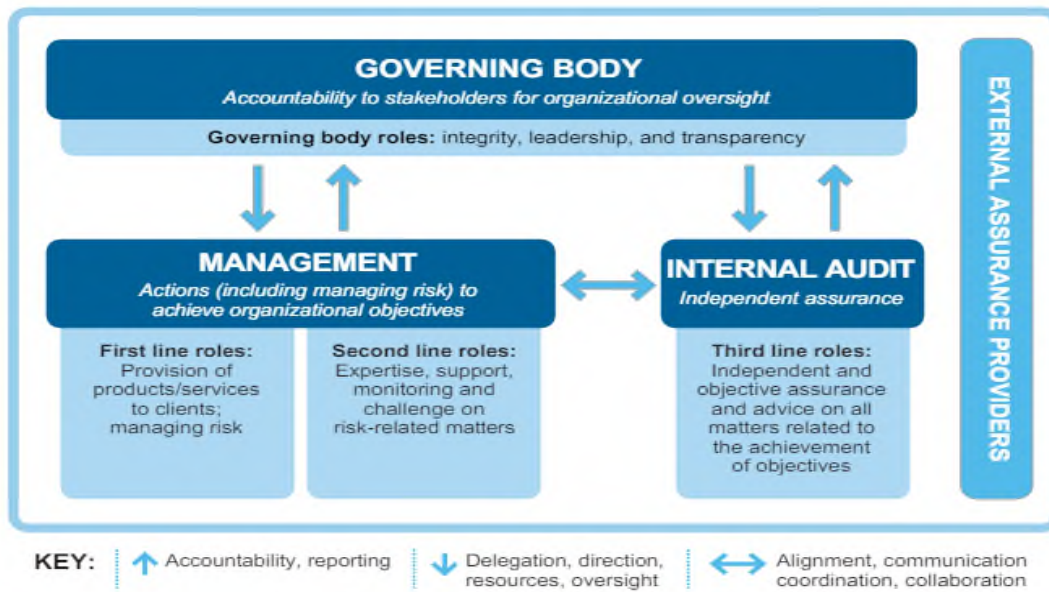 GOVERNING BODY
Accountability to stakeholders for organizational oversight
Governing body roles: integrity, leadership, and transparency
MANAGEMENT
Actions (including managing risk) to
achieve organizational objectives
First line roles:
Provision of
products/services
to clients;
managing risk
Second line roles:
Expertise, support,
monitoring and
challenge on
risk-related matters
INTERNAL AUDIT
Independent assurance
Third line roles:
Independent and
objective assurance
and advice on all
matters related to
the achievement
of objectives
EXTERNAL ASSURANCE PROVIDERS
KEY:
Accountability, reporting
Delegation, direction,
resources, oversight
Alignment, communication
coordination, collaboration